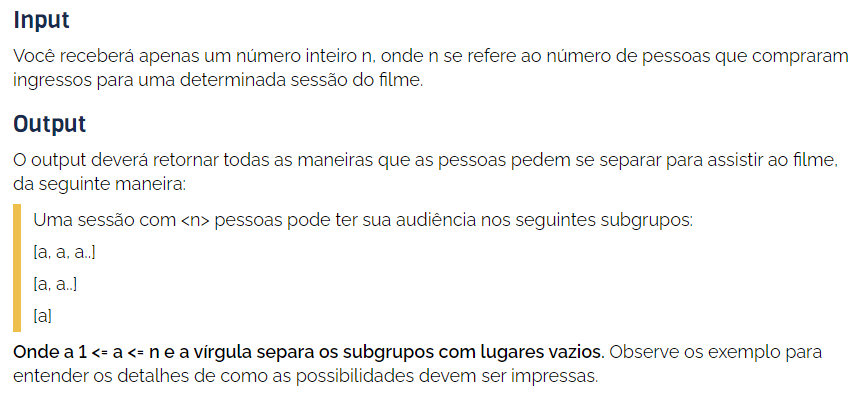 Input
Você receberá apenas um número inteiro n, onde n se refere ao número de pessoas que compraram
ingressos para uma determinada sessão do filme.
Output
O output deverá retornar todas as maneiras que as pessoas pedem se separar para assistir ao filme,
da seguinte maneira:
Uma sessão com <n> pessoas pode ter sua audiência nos seguintes subgrupos:
[a, a, a..]
[a, a..]
[a]
Onde a 1 <= a <= n e a vírgula separa os subgrupos com lugares vazios. Observe os exemplo para
entender os detalhes de como as possibilidades devem ser impressas.